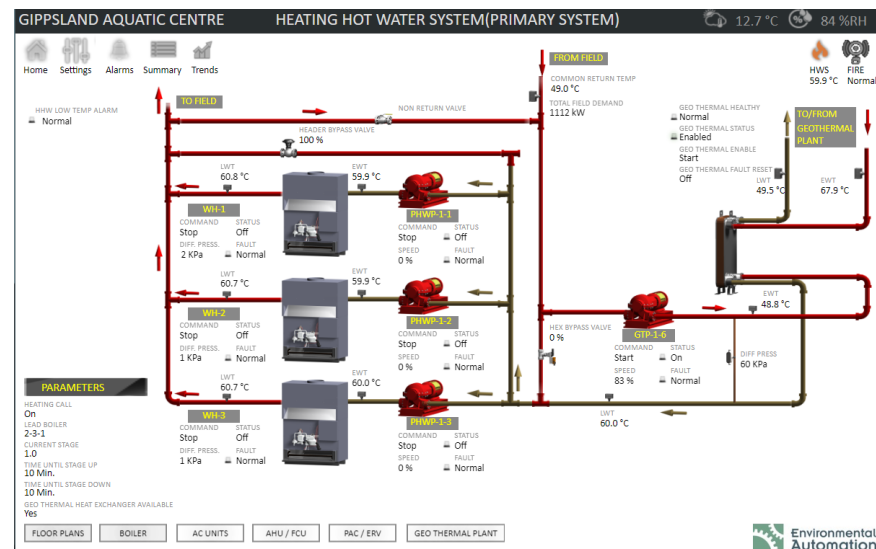 GIPPSLAND AQUATIC CENTRE HEATING HOT WATER SYSTEM(PRIMARY SYSTEM) 12.7 °C 84 %RH
Home Settings Alarms Summary Trends
HWS FIRE
59.9 °C Normal
HHW LOW TEMP ALARM
Normal
TO FIELD
FROM FIELD
COMMON RETURN TEMP
49.0 °C
TOTAL FIELD DEMAND
1112 kW
NON RETURN VALVE
HEADER BYPASS VALVE
100 %
GEO THERMAL HEALTHY
Normal
GEO THERMAL STATUS
Enabled
GEO THERMAL ENABLE
Start
GEO THERMAL FAULT RESET
Off
TO/FROM
GEOTHERMAL
PLANT
LWT
49.5 °C
EWT
67.9 °C
LWT
60.8 °C
EWT
59.9 °C
WH-1
COMMAND STATUS
Stop Off
DIFF. PRESS. FAULT
2 KPa Normal
PHWP-1-1
COMMAND STATUS
Stop Off
SPEED FAULT
0 % Normal
LWT
60.7 °C
EWT
59.9 °C
WH-2
COMMAND STATUS
Stop Off
DIFF. PRESS. FAULT
1 KPa Normal
PHWP-1-2
COMMAND STATUS
Stop Off
SPEED FAULT
0 % Normal
LWT
60.7 °C
EWT
60.0 °C
WH-3
COMMAND STATUS
Stop Off
DIFF. PRESS. FAULT
1 KPa Normal
PHWP-1-3
COMMAND STATUS
Stop Off
SPEED FAULT
0 % Normal
HEX BYPASS VALVE
0 %
GTP-1-6
COMMAND STATUS
Start On
SPEED FAULT
83 % Normal
EWT
48.8 °C
DIFF PRESS
60 KPa
LWT
60.0 °C
PARAMETERS
HEATING CALL
On
LEAD BOILER
2-3-1
CURRENT STAGE
1.0
TIME UNTIL STAGE UP
10 Min.
TIME UNTIL STAGE DOWN
10 Min.
GEO THERMAL HEAT EXCHANGER AVAILABLE
Yes
FLOOR PLANS BOILER AC UNITS AHU / FCU PAC / ERV GEO THERMAL PLANT
Environmental
Automation